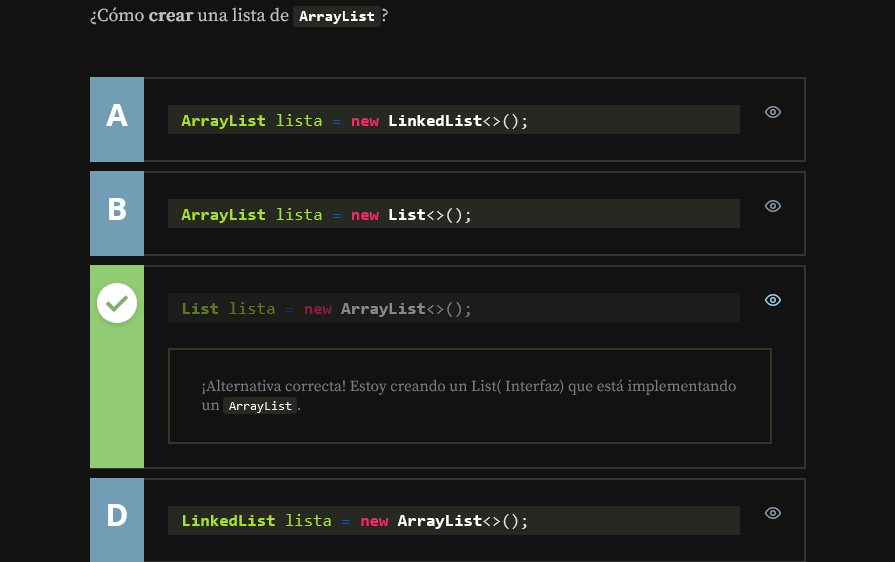 ¿Cómo crear una lista de ArrayList?
A
ArrayList lista = new LinkedList<>();
B
ArrayList lista = new List<>();
List lista = new ArrayList<>();
¡Alternativa correcta! Estoy creando un List( Interfaz) que está implementando
un ArrayList.
D
LinkedList lista = new ArrayList<>();